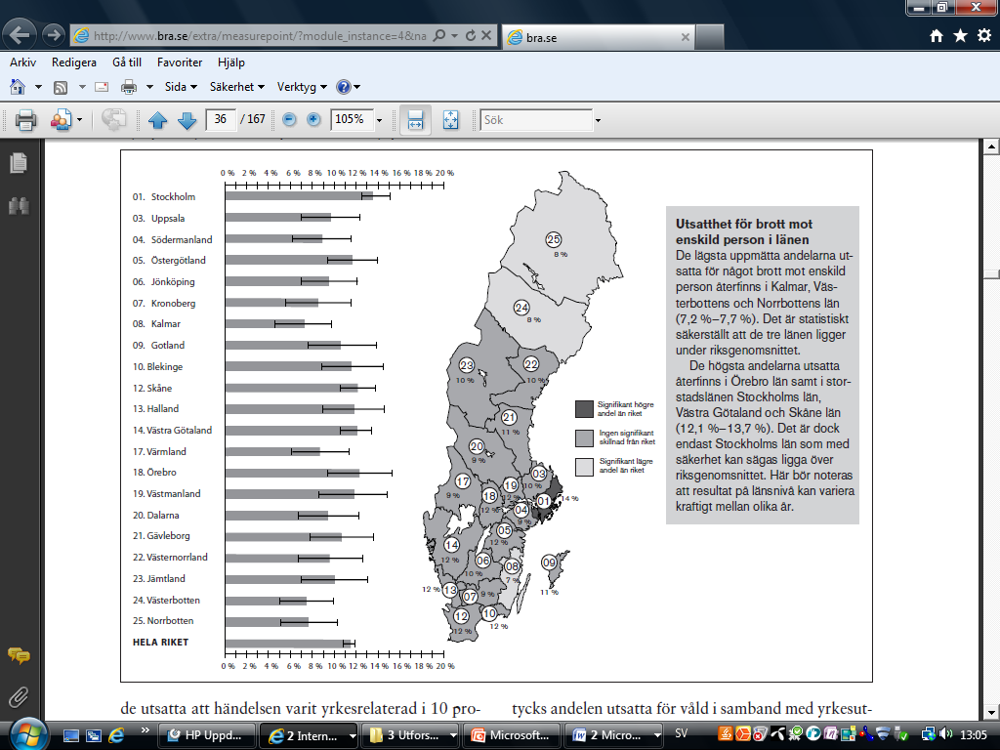 http://www.bra.se/extra/measurepoint/?module_instance=4&na
bra.se
Arkiv Redigera Gå till Favoriter Hjälp
Sida Säkerhet Verktyg
36 / 167 105% Sök
0 % 2 % 4 % 6 % 8 % 10 % 12 % 14 % 16 % 18 % 20 %
01. Stockholm
03. Uppsala
04. Södermanland
05. Östergötland
06. Jönköping
07. Kronoberg
08. Kalmar
09. Gotland
10. Blekinge
12. Skåne
13. Halland
14. Västra Götaland
17. Värmland
18. Örebro
19. Västmanland
20. Dalarna
21. Gävleborg
22. Västernorrland
23. Jämtland
24. Västerbotten
25. Norrbotten
HELA RIKET
0 % 2 % 4 % 6 % 8 % 10 % 12 % 14 % 16 % 18 % 20 %
25
8 %
24
8 %
23
10 %
22
10 %
21
11 %
20
9 %
17
9 %
18
12 %
19
12 %
03
10 %
01
14 %
04
9 %
05
12 %
14
12 %
06
10 %
08
7 %
09
11 %
12 %
13
07
9 %
12
12 %
10
12 %
Signifikant högre
andel än riket
Ingen signifikant
skillnad från riket
Signifikant lägre
andel än riket
Utsatthet för brott mot
enskild person i länen
De lägsta uppmätta andelarna ut-
satta för något brott mot enskild
person återfinns i Kalmar, Väs-
terbottens och Norrbottens län
(7,2 %–7,7 %). Det är statistiskt
säkerställt att de tre länen ligger
under riksgenomsnittet.
De högsta andelarna utsatta
återfinns i Örebro län samt i stor-
stadslänen Stockholms län,
Västra Götaland och Skåne län
(12,1 %–13,7 %). Det är dock
endast Stockholms län som med
säkerhet kan sägas ligga över
riksgenomsnittet. Här bör noteras
att resultat på länsnivå kan variera
kraftigt mellan olika år.
de utsatta att händelsen varit yrkesrelaterad i 10 pro-
tycks andelen utsatta för våld i samband med yrkesut-
HP Uppd... 2 Intern... 3 Utfors... Microsoft... 2 Micro... SV 13:05